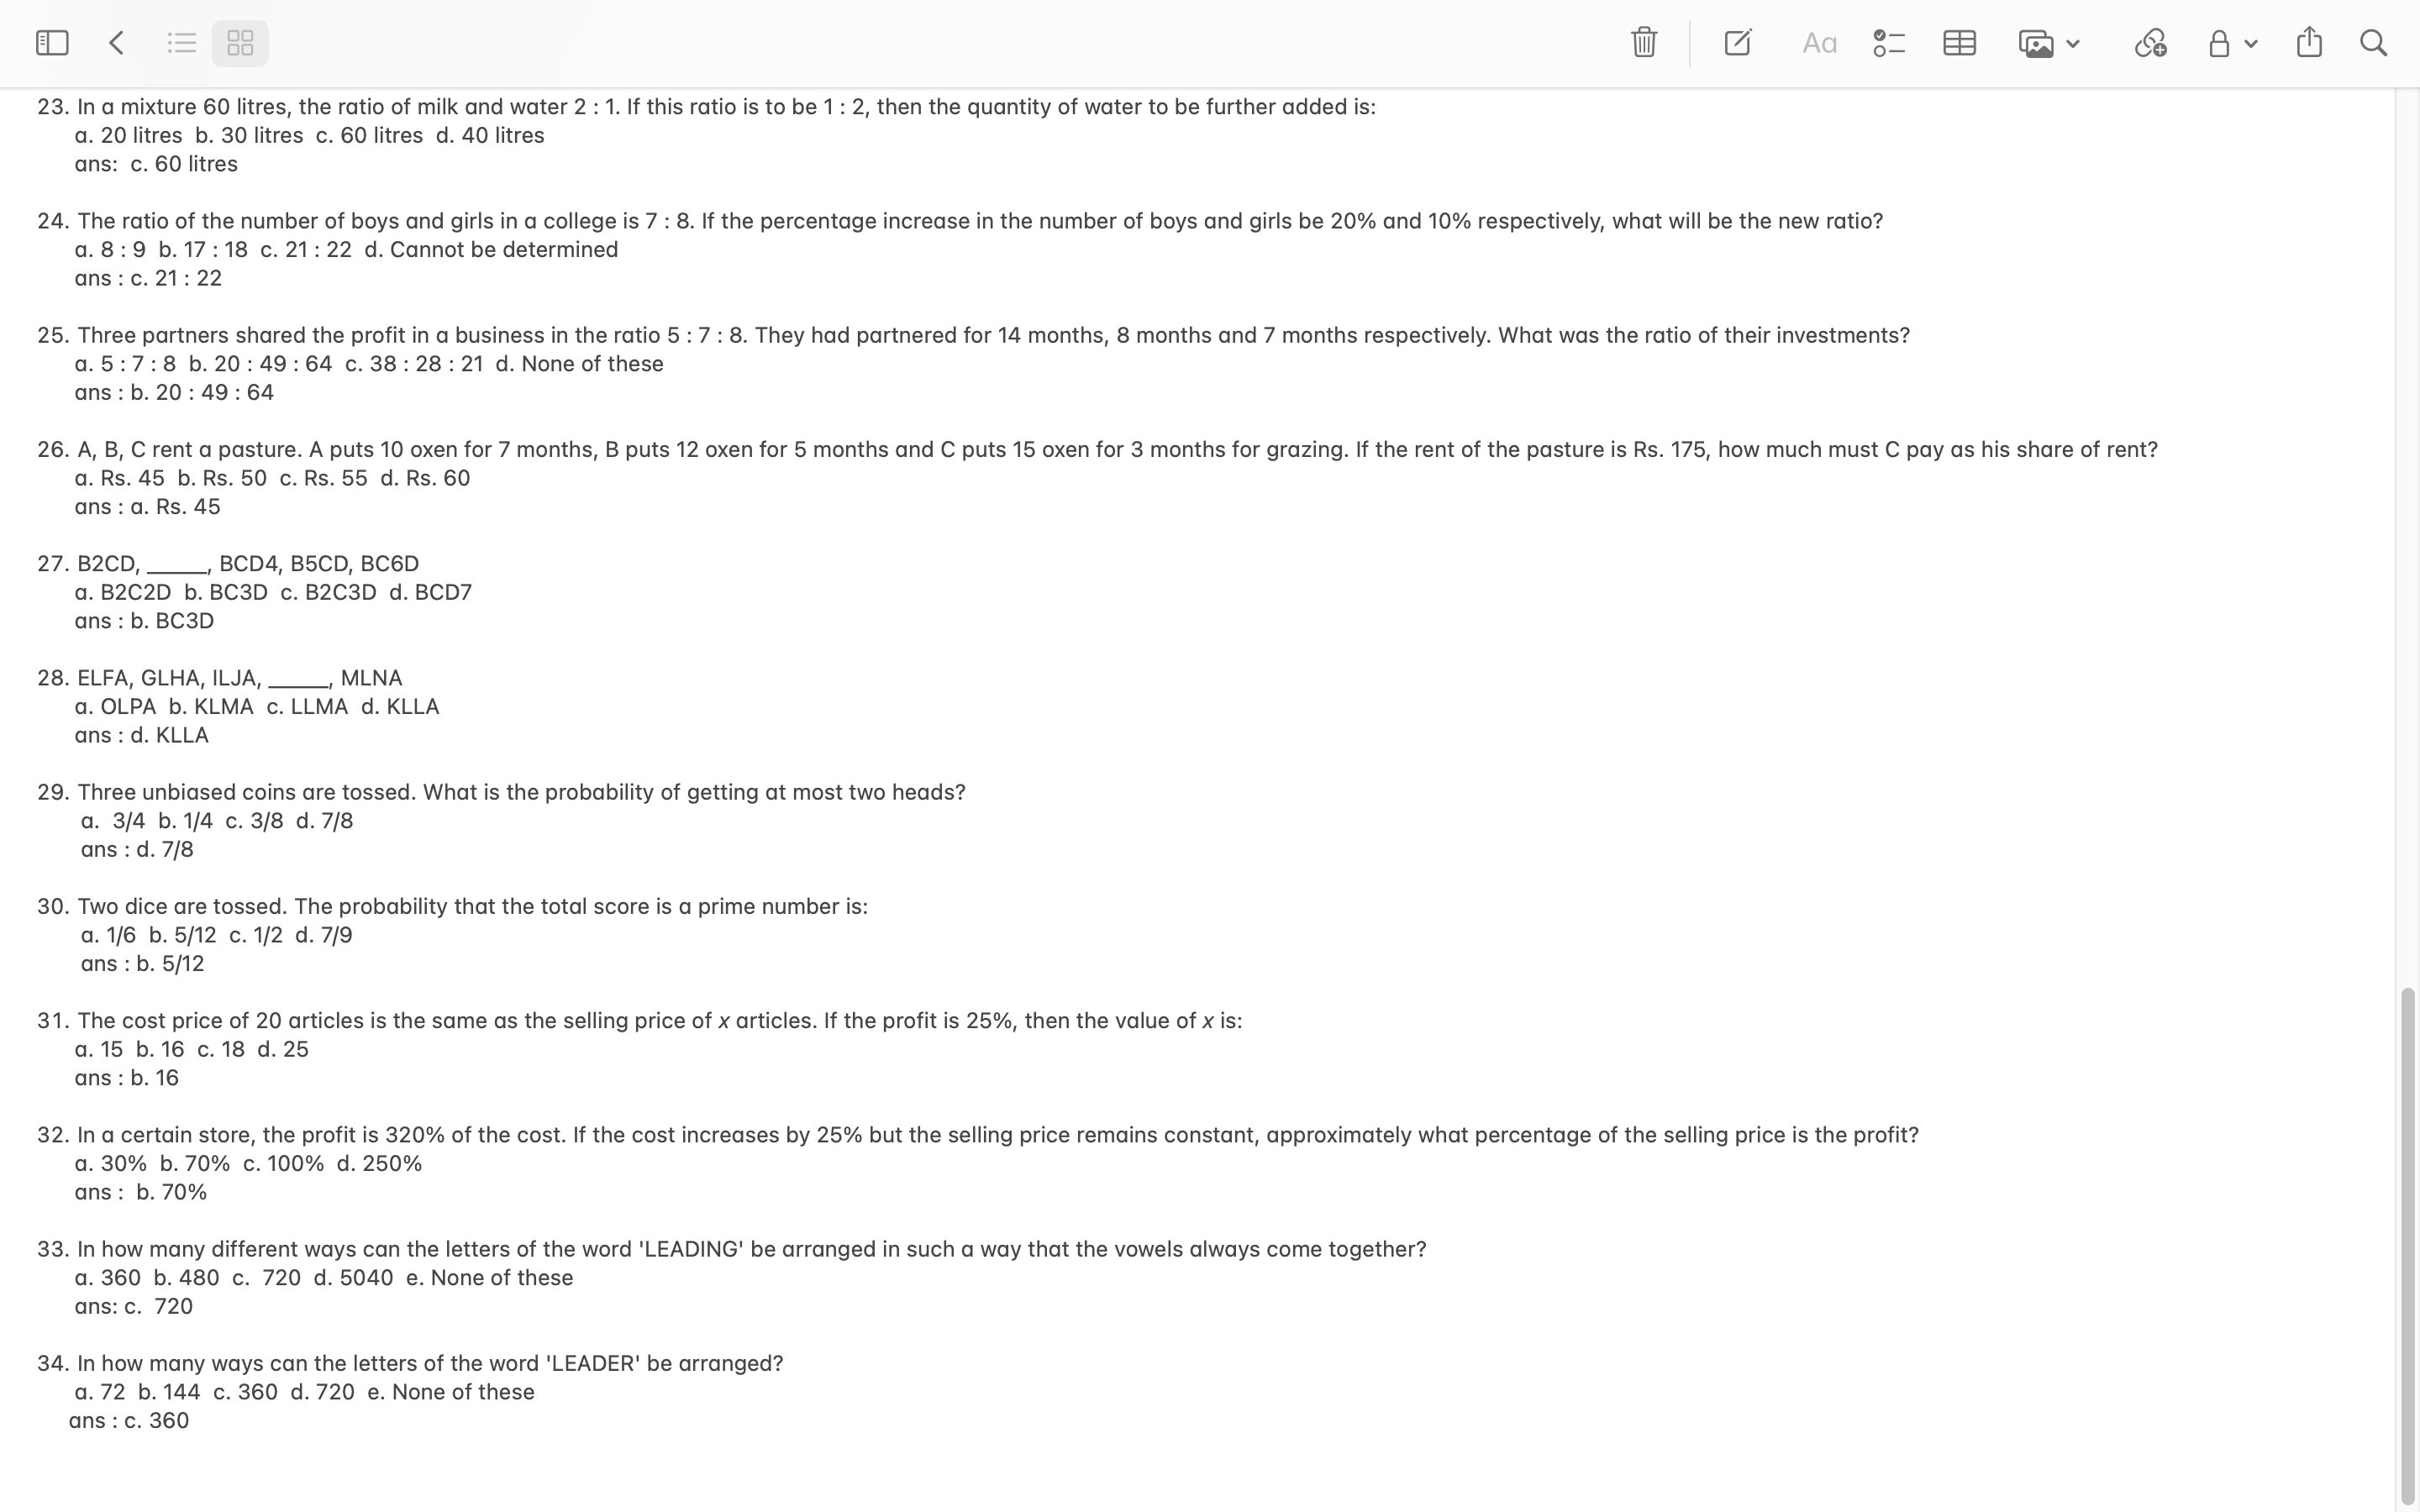 Aa
23. In a mixture 60 litres, the ratio of milk and water 2 : 1. If this ratio is to be 1 : 2, then the quantity of water to be further added is:
a. 20 litres  b. 30 litres  c. 60 litres  d. 40 litres
ans:  c. 60 litres
24. The ratio of the number of boys and girls in a college is 7 : 8. If the percentage increase in the number of boys and girls be 20% and 10% respectively, what will be the new ratio?
a. 8 : 9  b. 17 : 18  c. 21 : 22  d. Cannot be determined
ans : c. 21 : 22
25. Three partners shared the profit in a business in the ratio 5 : 7 : 8. They had partnered for 14 months, 8 months and 7 months respectively. What was the ratio of their investments?
a. 5 : 7 : 8  b. 20 : 49 : 64  c. 38 : 28 : 21  d. None of these
ans : b. 20 : 49 : 64
26. A, B, C rent a pasture. A puts 10 oxen for 7 months, B puts 12 oxen for 5 months and C puts 15 oxen for 3 months for grazing. If the rent of the pasture is Rs. 175, how much must C pay as his share of rent?
a. Rs. 45  b. Rs. 50  c. Rs. 55  d. Rs. 60
ans : a. Rs. 45
27. B2CD, _____, BCD4, B5CD, BC6D
a. B2C2D  b. BC3D  c. B2C3D  d. BCD7
ans : b. BC3D
28. ELFA, GLHA, ILJA, _____, MLNA
a. OLPA  b. KLMA  c. LLMA  d. KLLA
ans : d. KLLA
29. Three unbiased coins are tossed. What is the probability of getting at most two heads?
a.  3/4  b. 1/4  c. 3/8  d. 7/8
ans : d. 7/8
30. Two dice are tossed. The probability that the total score is a prime number is:
a. 1/6  b. 5/12  c. 1/2  d. 7/9
ans : b. 5/12
31. The cost price of 20 articles is the same as the selling price of x articles. If the profit is 25%, then the value of x is:
a. 15  b. 16  c. 18  d. 25
ans : b. 16
32. In a certain store, the profit is 320% of the cost. If the cost increases by 25% but the selling price remains constant, approximately what percentage of the selling price is the profit?
a. 30%  b. 70%  c. 100%  d. 250%
ans :  b. 70%
33. In how many different ways can the letters of the word 'LEADING' be arranged in such a way that the vowels always come together?
a. 360  b. 480  c.  720  d. 5040  e. None of these
ans: c.  720
34. In how many ways can the letters of the word 'LEADER' be arranged?
a. 72  b. 144  c. 360  d. 720  e. None of these
ans : c. 360